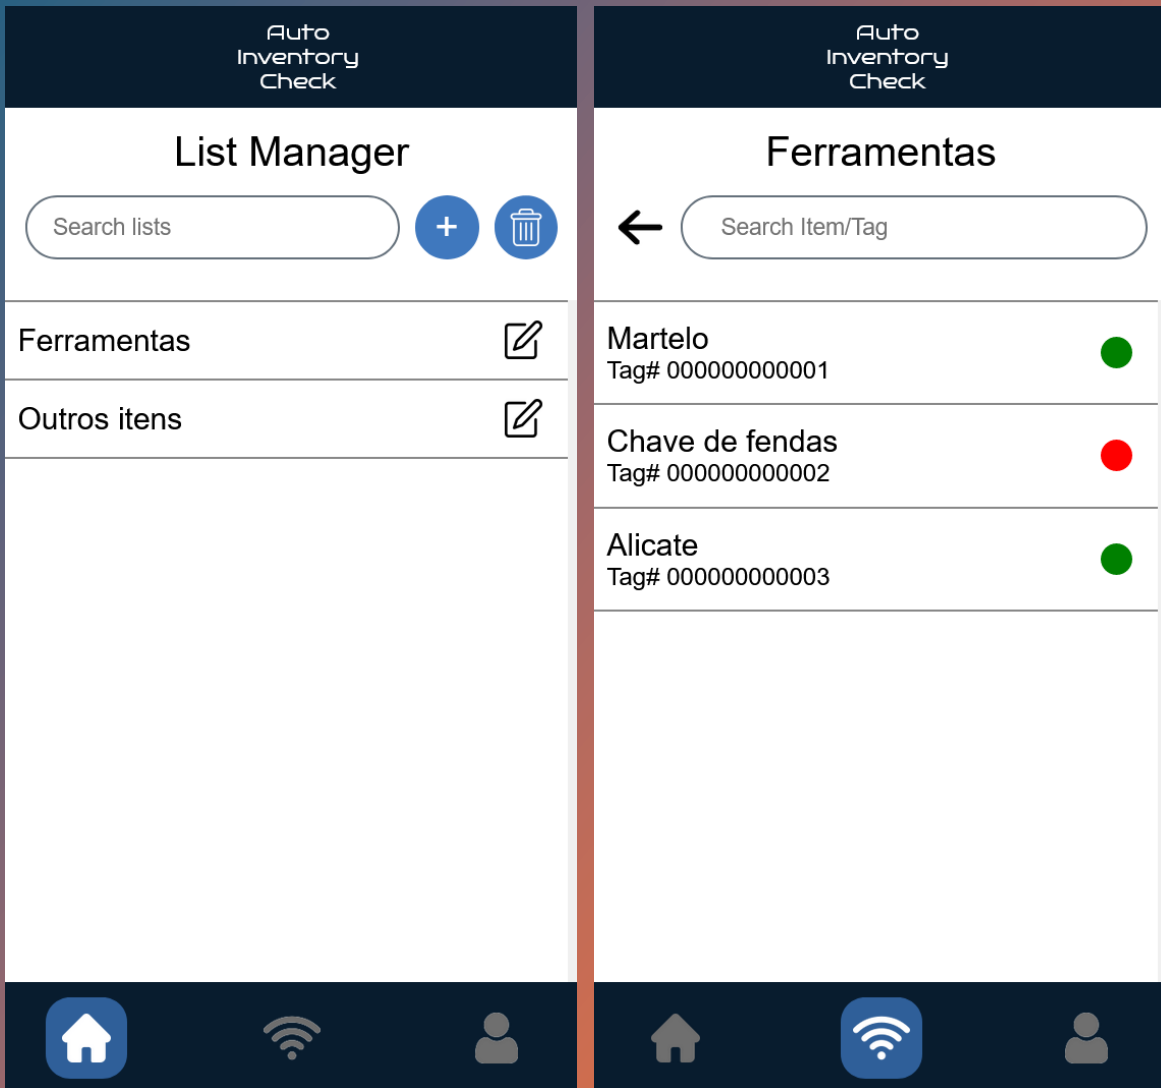 Auto
Inventory
Check
List Manager
Search lists
+
Ferramentas
Outros itens
Auto
Inventory
Check
Ferramentas
Search Item/Tag
Martelo
Tag# 000000000001
Chave de fendas
Tag# 000000000002
Alicate
Tag# 000000000003